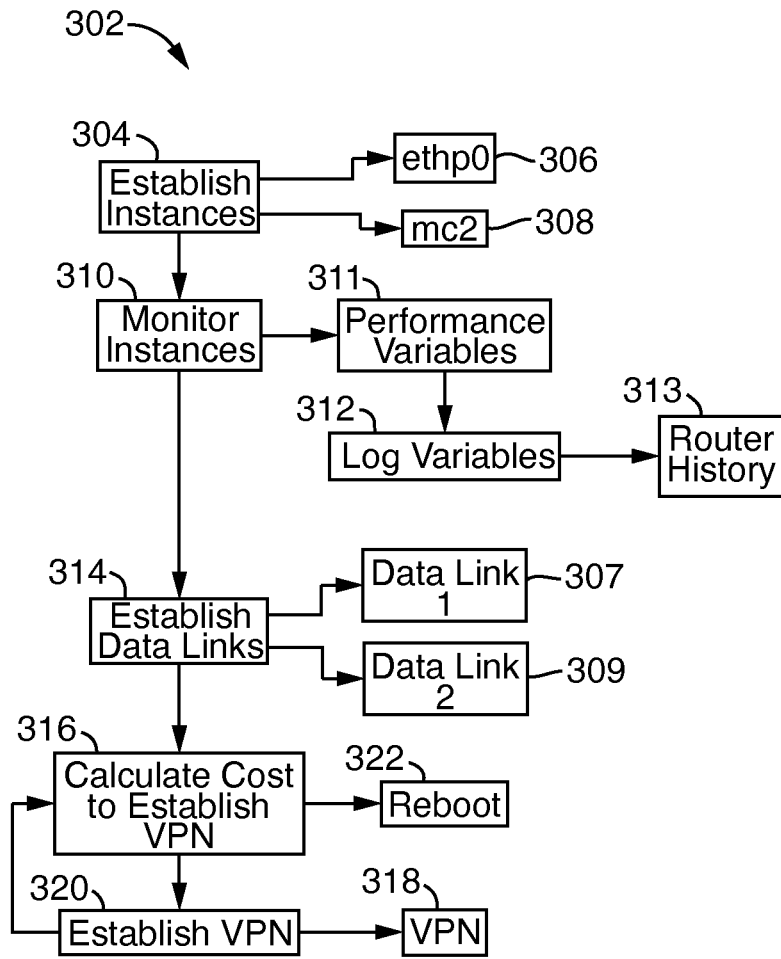 302
304
Establish
Instances
ethp0
306
mc2
308
310
Monitor
Instances
311
Performance
Variables
312
Log Variables
313
Router
History
314
Establish
Data Links
Data Link
1
307
Data Link
2
309
316
Calculate Cost
to Establish
VPN
322
Reboot
320
Establish VPN
318
VPN